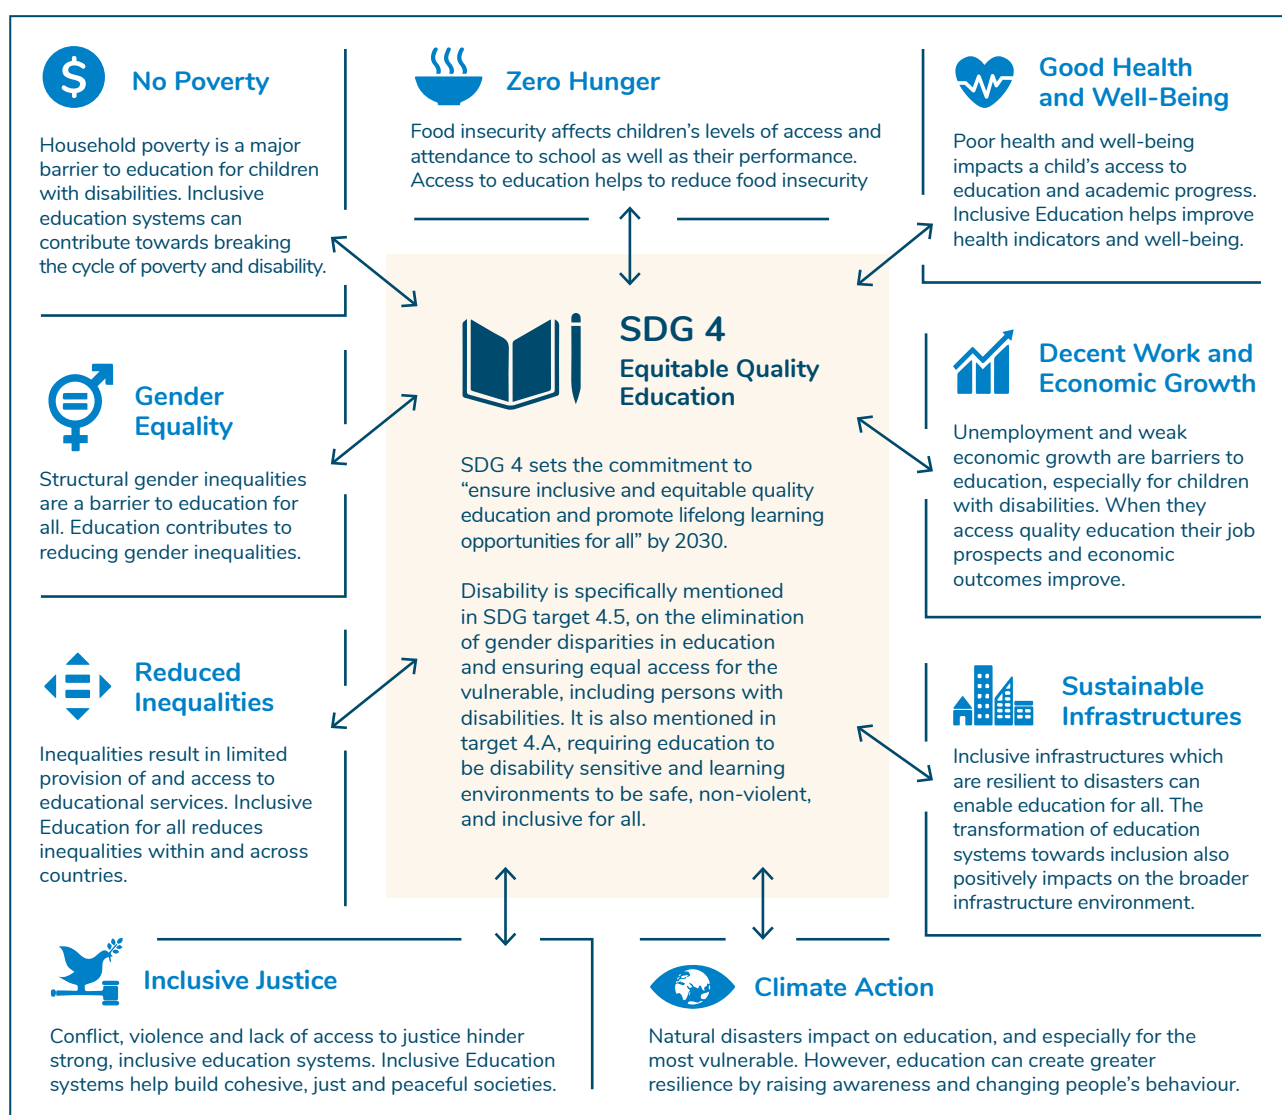 No Poverty
Household poverty is a major
barrier to education for children
with disabilities. Inclusive
education systems can
contribute towards breaking
the cycle of poverty and disability.
Zero Hunger
Food insecurity affects children’s levels of access and
attendance to school as well as their performance.
Access to education helps to reduce food insecurity
Good Health
and Well-Being
Poor health and well-being
impacts a child’s access to
education and academic progress.
Inclusive Education helps improve
health indicators and well-being.
Gender
Equality
Structural gender inequalities
are a barrier to education for
all. Education contributes to
reducing gender inequalities.
SDG 4
Equitable Quality
Education
SDG 4 sets the commitment to
“ensure inclusive and equitable quality
education and promote lifelong learning
opportunities for all” by 2030.
Disability is specifically mentioned
in SDG target 4.5, on the elimination
of gender disparities in education
and ensuring equal access for the
vulnerable, including persons with
disabilities. It is also mentioned in
target 4.A, requiring education to
be disability sensitive and learning
environments to be safe, non-violent,
and inclusive for all.
Decent Work and
Economic Growth
Unemployment and weak
economic growth are barriers to
education, especially for children
with disabilities. When they
access quality education their job
prospects and economic
outcomes improve.
Reduced
Inequalities
Inequalities result in limited
provision of and access to
educational services. Inclusive
Education for all reduces
inequalities within and across
countries.
Sustainable
Infrastructures
Inclusive infrastructures which
are resilient to disasters can
enable education for all. The
transformation of education
systems towards inclusion also
positively impacts on the broader
infrastructure environment.
Inclusive Justice
Conflict, violence and lack of access to justice hinder
strong, inclusive education systems. Inclusive Education
systems help build cohesive, just and peaceful societies.
Climate Action
Natural disasters impact on education, and especially for the
most vulnerable. However, education can create greater
resilience by raising awareness and changing people’s behaviour.